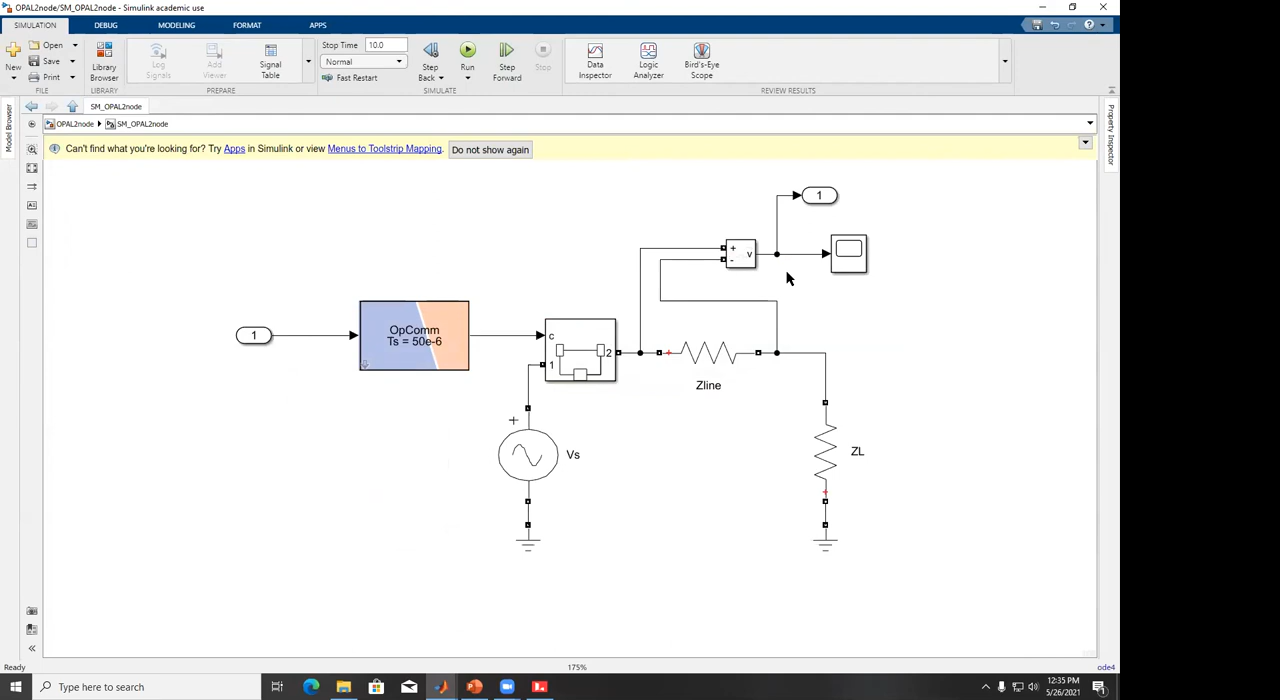 OPAL2node/SM_OPAL2node - Simulink academic use
SIMULATION DEBUG MODELING FORMAT APPS
New
Open
Save
Print
FILE
Library
Browser
LIBRARY
Log
Signals
Add
Viewer
Signal
Table
PREPARE
Stop Time 10.0
Normal
Fast Restart
Step
Back
Run
Step
Forward
Stop
SIMULATE
Data
Inspector
Logic
Analyzer
Bird's-Eye
Scope
REVIEW RESULTS
SM_OPAL2node
OPAL2node SM_OPAL2node
Model Browser
Property Inspector
Can't find what you're looking for? Try Apps in Simulink or view Menus to Toolstrip Mapping. Do not show again
1
+
- v
1
OpComm
Ts = 50e-6
c
1 2
Zline
+
Vs
ZL
Ready 175% ode4
Type here to search
12:35 PM
5/26/2021